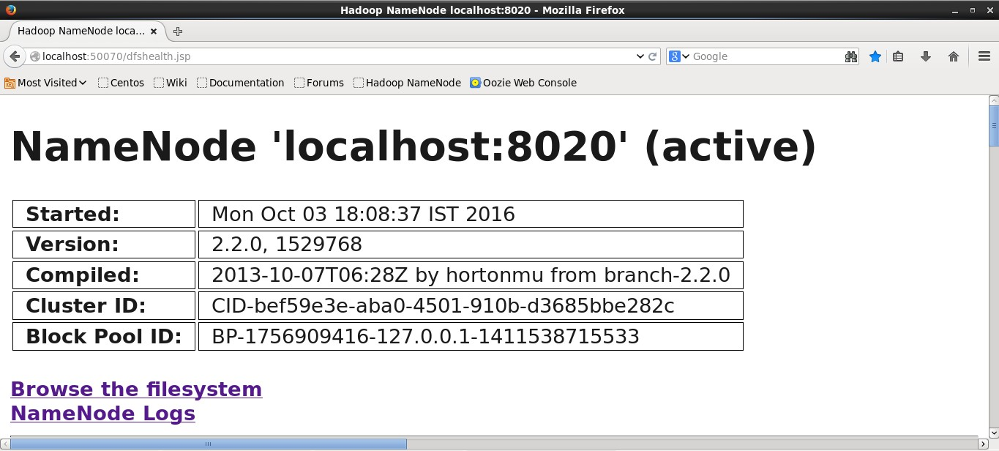 Hadoop NameNode localhost:8020 - Mozilla Firefox
Hadoop NameNode loca...
localhost:50070/dfshealth.jsp
8 Google
Most Visited Centos Wiki Documentation Forums Hadoop NameNode Oozie Web Console
NameNode 'localhost:8020' (active)
Started: Mon Oct 03 18:08:37 IST 2016
Version: 2.2.0, 1529768
Compiled: 2013-10-07T06:28Z by hortonmu from branch-2.2.0
Cluster ID: CID-bef59e3e-aba0-4501-910b-d3685bbe282c
Block Pool ID: BP-1756909416-127.0.0.1-1411538715533
Browse the filesystem
NameNode Logs